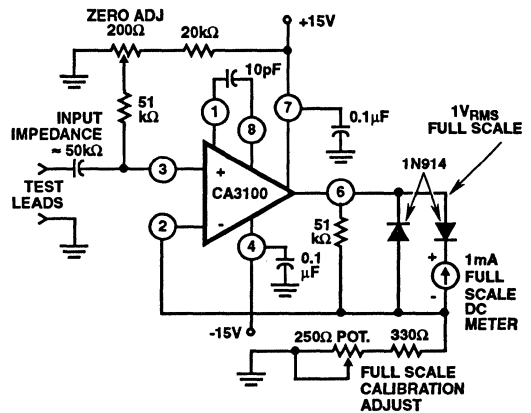 ZERO ADJ
200Ω
20kΩ
+15V
10pF
51
kΩ
1
8
7
0.1µF
1VRMS
FULL SCALE
INPUT
IMPEDANCE
≈ 50kΩ
1N914
3
+
CA3100
6
TEST
LEADS
2
-
4
51
kΩ
0.1
µF
+
1mA
FULL
SCALE
DC
METER
-
-15V
250Ω POT.
330Ω
FULL SCALE
CALIBRATION
ADJUST